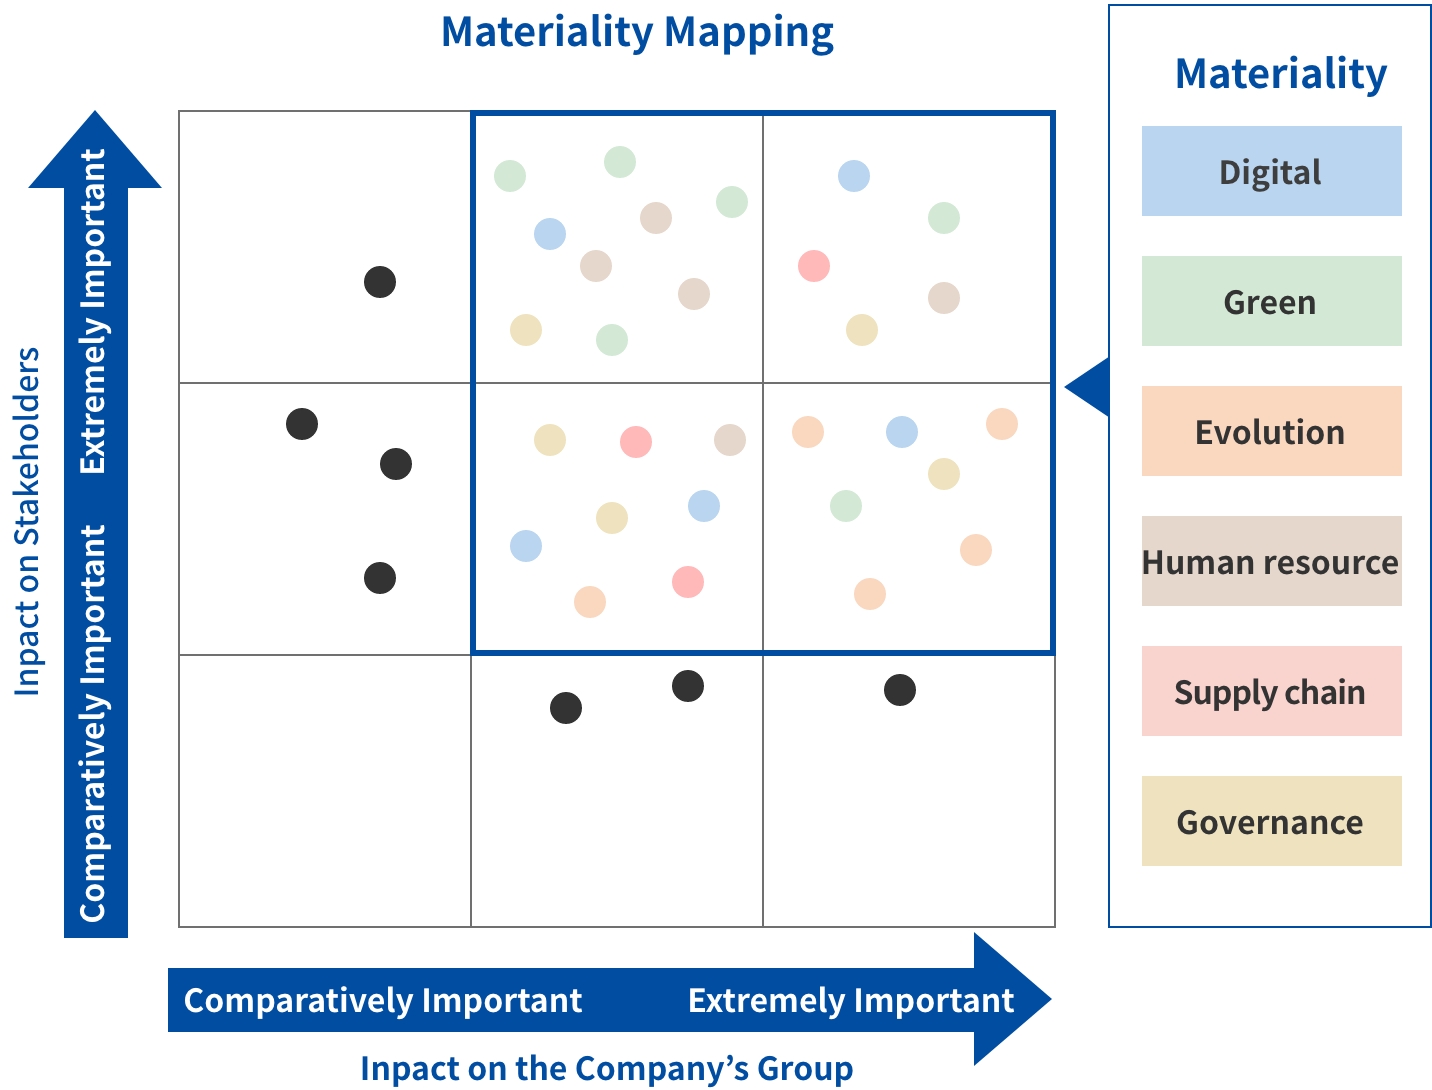 Materiality Mapping
Inpact on Stakeholders
Extremely Important
Comparatively Important
Comparatively Important
Extremely Important
Inpact on the Company’s Group
Materiality
Digital
Green
Evolution
Human resource
Supply chain
Governance